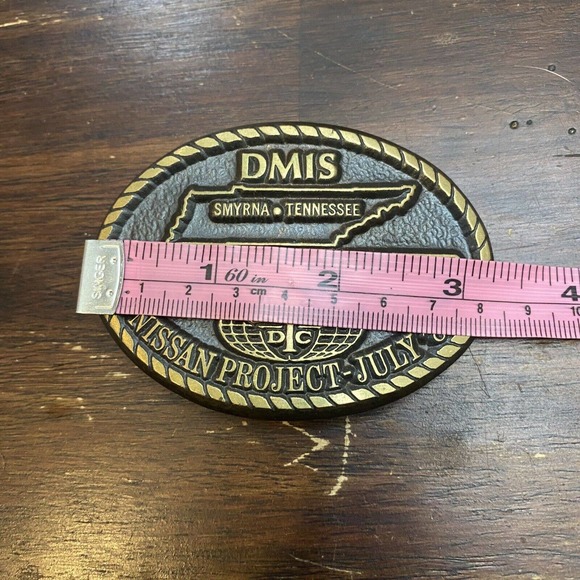 DMIS
SMYRNA • TENNESSEE
SINGER
1 60 in 2 3 4
1 2 3 cm 4 5 6 7 8 9 10
D T C
NISSAN PROJECT-JULY